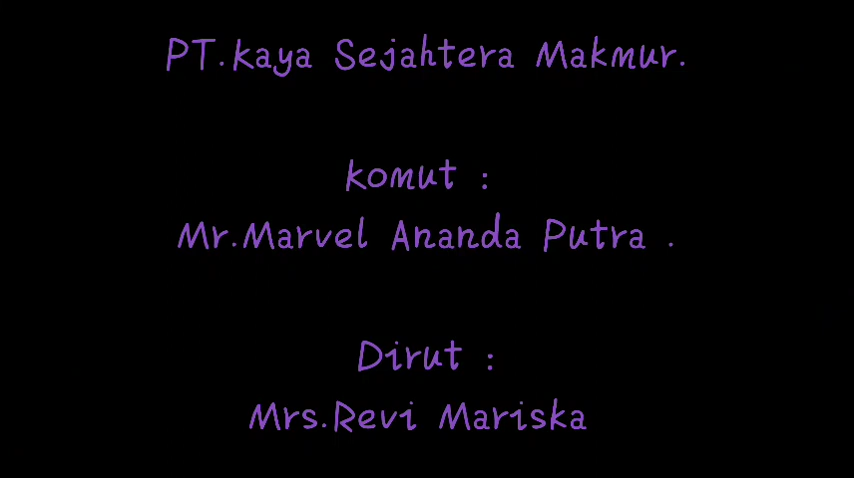 PT.kaya Sejahtera Makmur.
komut :
Mr.Marvel Ananda Putra .
Dirut :
Mrs.Revi Mariska